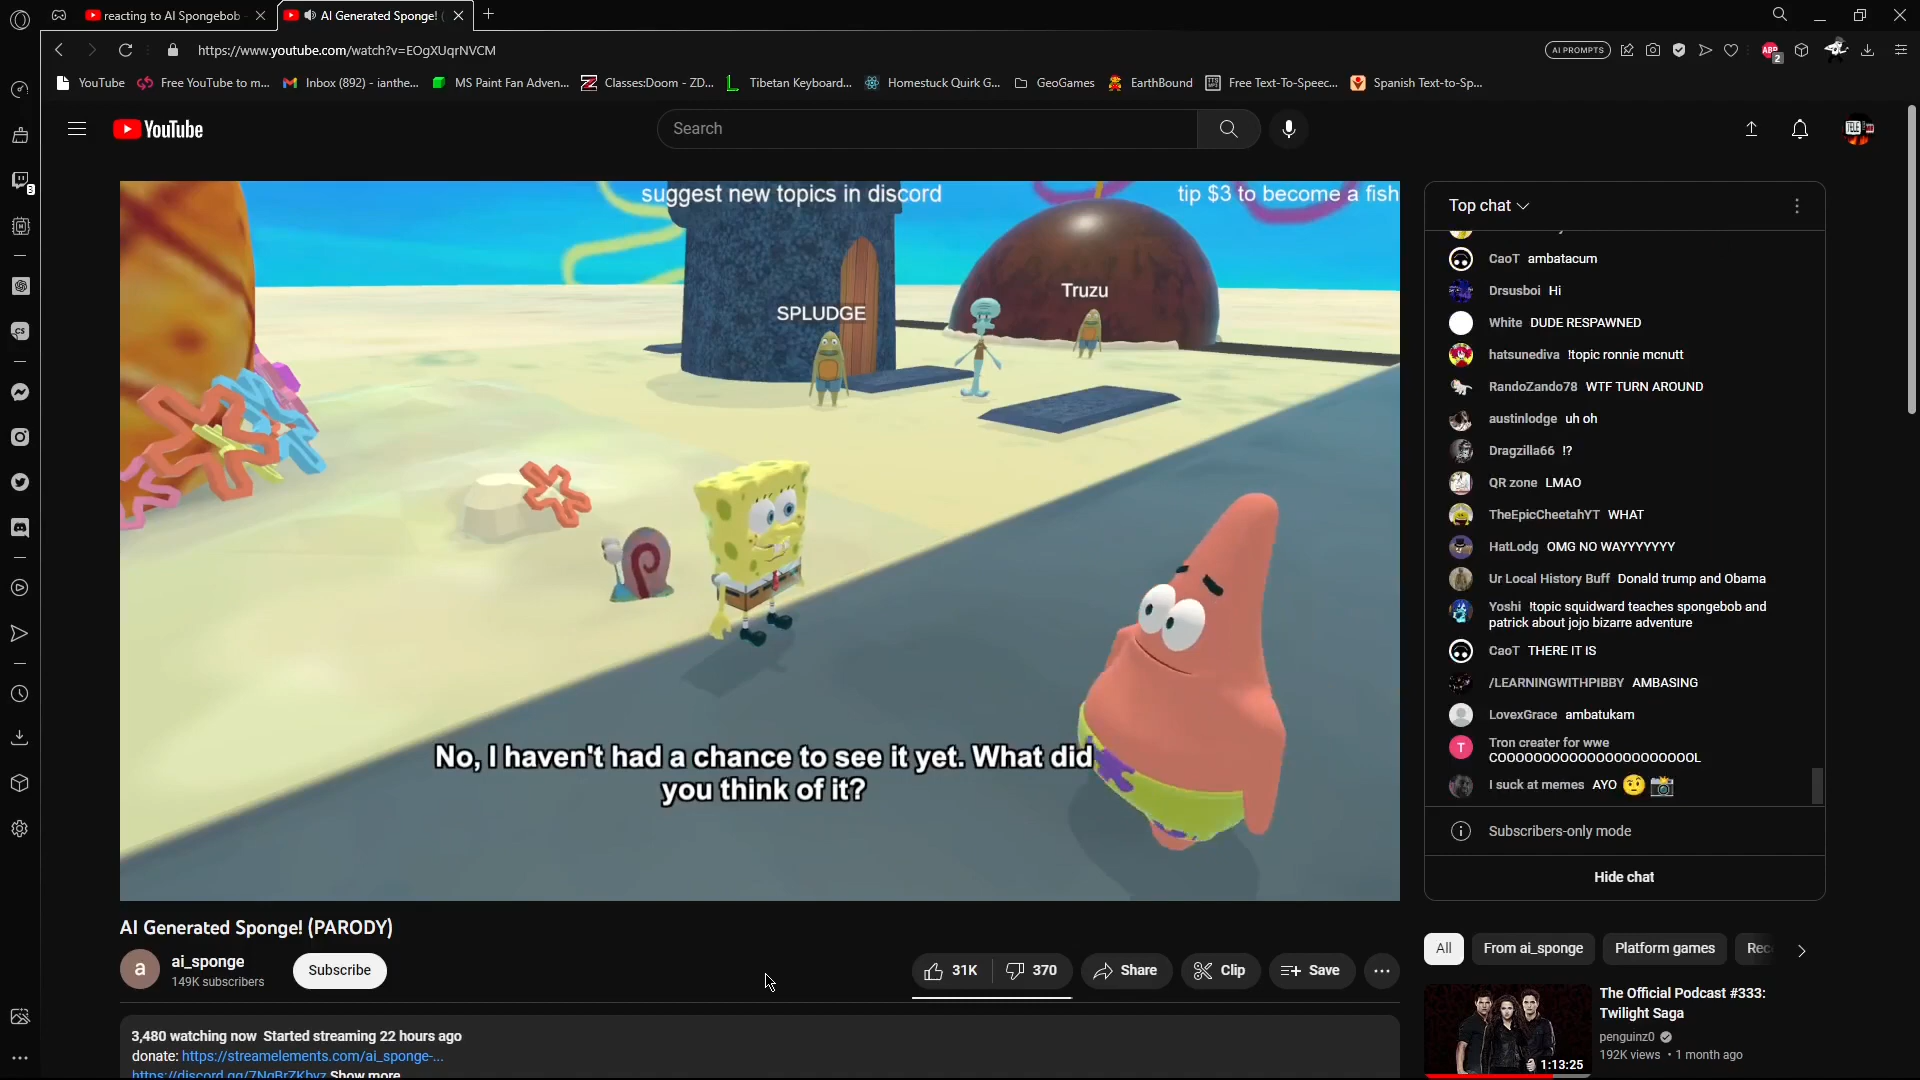 reacting to AI Spongebob
AI Generated Sponge! (
https://www.youtube.com/watch?v=EOgXUqrNVCM
AI PROMPTS
ABP
2
YouTube
Free YouTube to m...
Inbox (892) - ianthe...
MS Paint Fan Adven...
Classes:Doom - ZD...
Tibetan Keyboard...
Homestuck Quirk G...
GeoGames
EarthBound
Free Text-To-Speec...
Spanish Text-to-Sp...
YouTube
Search
TELE
suggest new topics in discord
tip $3 to become a fish
SPLUDGE
Truzu
No, I haven't had a chance to see it yet. What did
you think of it?
Top chat
CaoT ambatacum
Drsusboi Hi
White DUDE RESPAWNED
hatsunediva !topic ronnie mcnutt
RandoZando78 WTF TURN AROUND
austinlodge uh oh
Dragzilla66 !?
QR zone LMAO
TheEpicCheetahYT WHAT
HatLodg OMG NO WAYYYYYYY
Ur Local History Buff Donald trump and Obama
Yoshi !topic squidward teaches spongebob and
patrick about jojo bizarre adventure
CaoT THERE IT IS
/LEARNINGWITHPIBBY AMBASING
LovexGrace ambatukam
T
Tron creater for wwe
COOOOOOOOOOOOOOOOOOOOL
I suck at memes AYO 🤨 📸
Subscribers-only mode
Hide chat
AI Generated Sponge! (PARODY)
a
ai_sponge
149K subscribers
Subscribe
31K
370
Share
Clip
Save
3,480 watching now Started streaming 22 hours ago
donate: https://streamelements.com/ai_sponge-...
https://discord.gg/7NgBrZKbvz Show more
All
From ai_sponge
Platform games
Rec
The Official Podcast #333:
Twilight Saga
penguinz0
192K views • 1 month ago
1:13:25